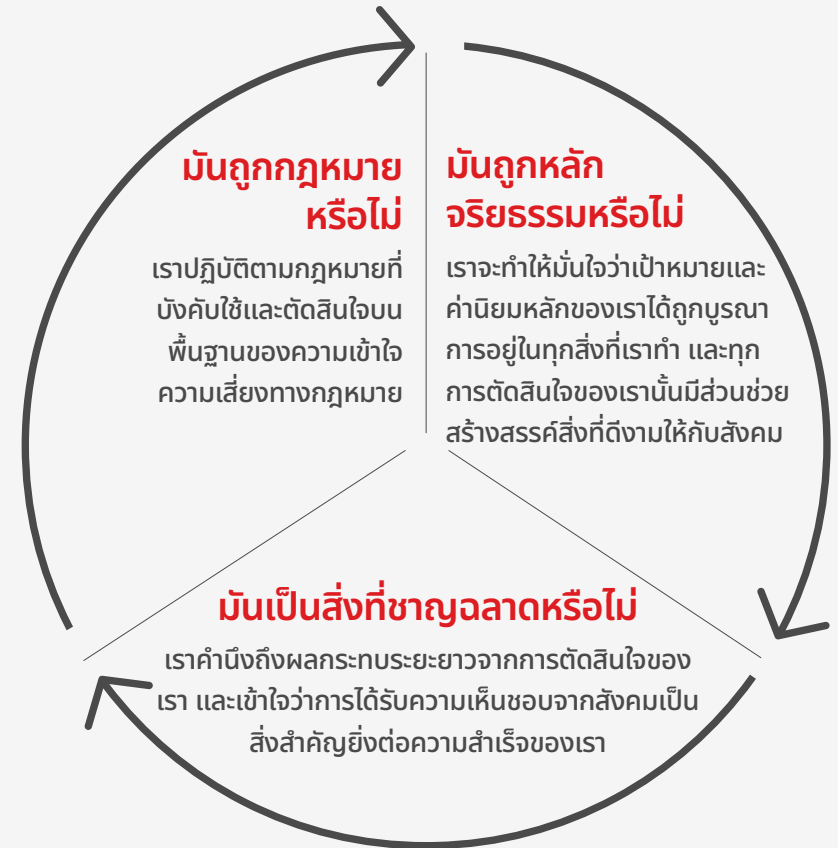 มันถูกกฎหมาย
หรือไม่
เราปฏิบัติตามกฎหมายที่
บังคับใช้และตัดสินใจบน
พื้นฐานของความเข้าใจ
ความเสี่ยงทางกฎหมาย
มันถูกหลัก
จริยธรรมหรือไม่
เราจะทำให้มั่นใจว่าเป้าหมายและ
ค่านิยมหลักของเราได้ถูกบูรณา
การอยู่ในทุกสิ่งที่เราทำ และทุก
การตัดสินใจของเรานั้นมีส่วนช่วย
สร้างสรรค์สิ่งที่ดีงามให้กับสังคม
มันเป็นสิ่งที่ชาญฉลาดหรือไม่
เราคำนึงถึงผลกระทบระยะยาวจากการตัดสินใจของ
เรา และเข้าใจว่าการได้รับความเห็นชอบจากสังคมเป็น
สิ่งสำคัญยิ่งต่อความสำเร็จของเรา